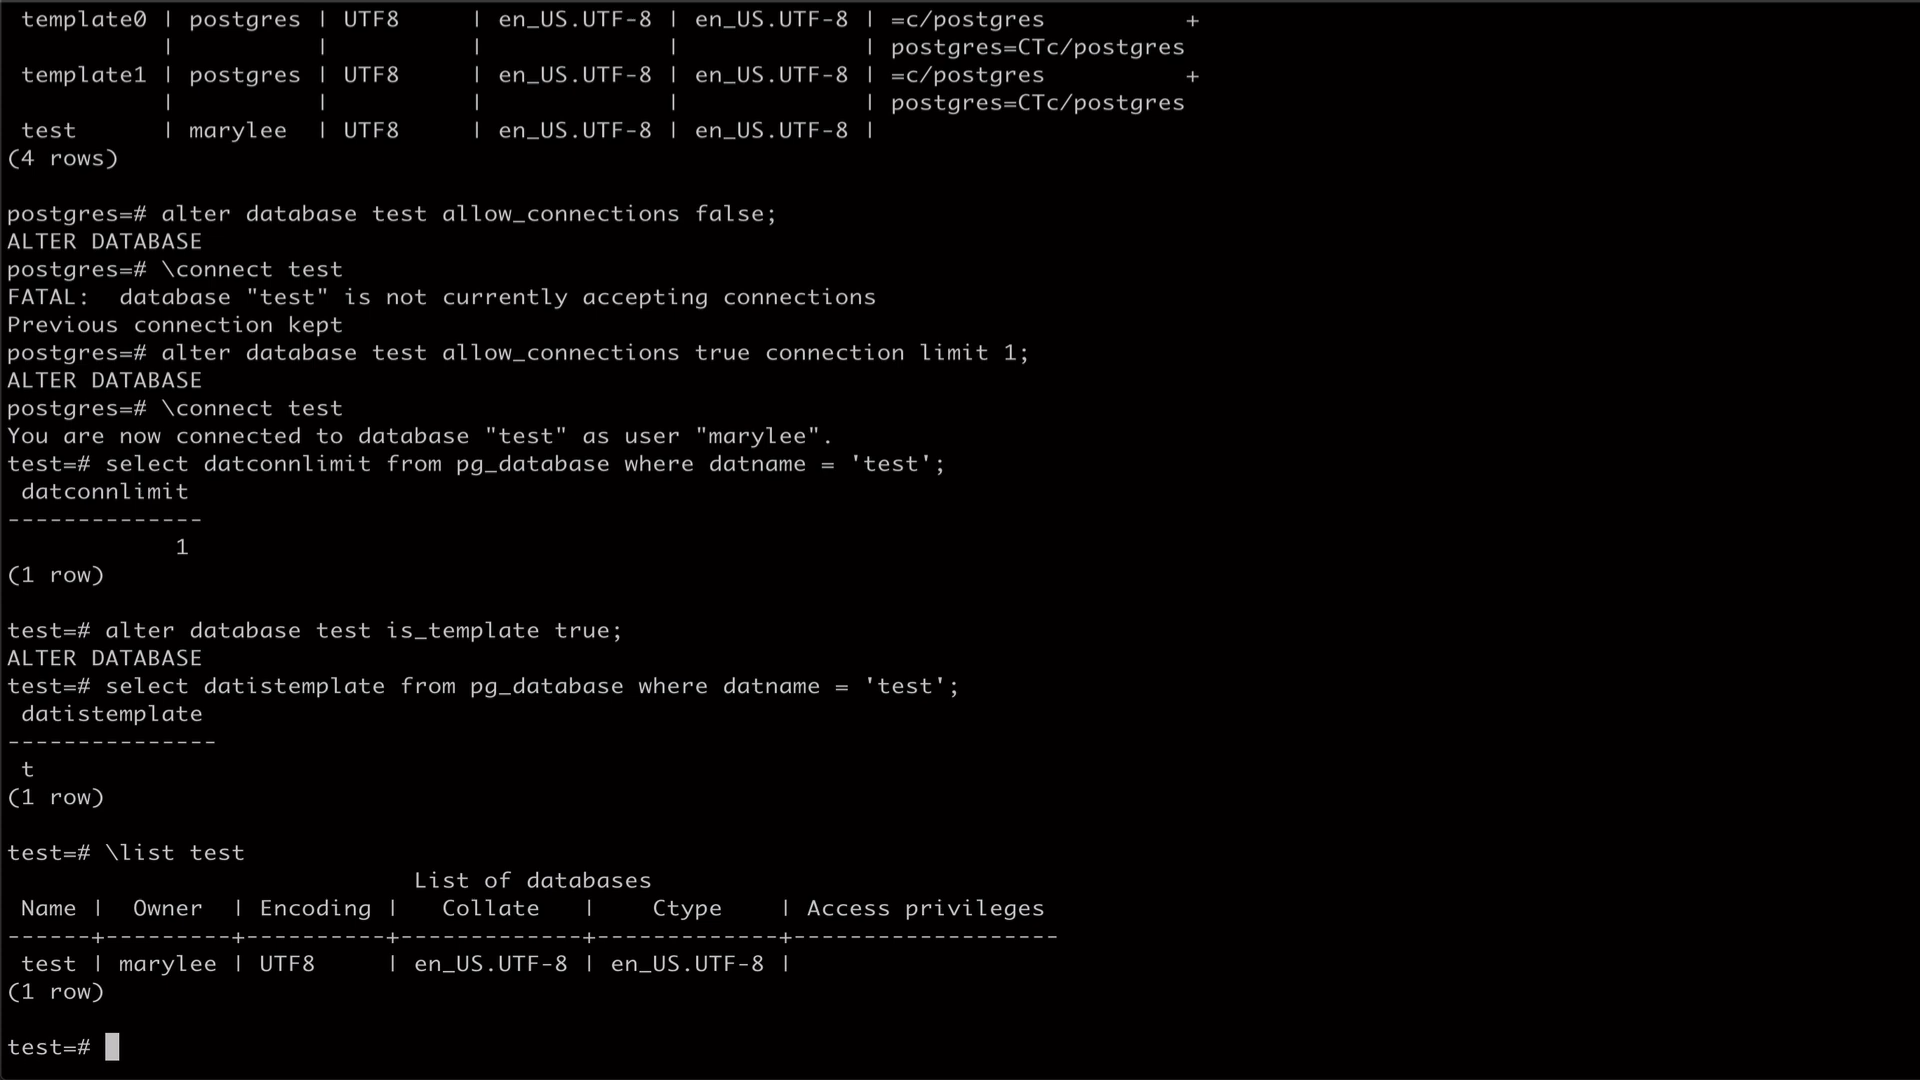 template0 | postgres | UTF8     | en_US.UTF-8 | en_US.UTF-8 | =c/postgres          +
           |          |          |             |             | postgres=CTc/postgres
 template1 | postgres | UTF8     | en_US.UTF-8 | en_US.UTF-8 | =c/postgres          +
           |          |          |             |             | postgres=CTc/postgres
 test      | marylee  | UTF8     | en_US.UTF-8 | en_US.UTF-8 |
(4 rows)

postgres=# alter database test allow_connections false;
ALTER DATABASE
postgres=# \connect test
FATAL:  database "test" is not currently accepting connections
Previous connection kept
postgres=# alter database test allow_connections true connection limit 1;
ALTER DATABASE
postgres=# \connect test
You are now connected to database "test" as user "marylee".
test=# select datconnlimit from pg_database where datname = 'test';
 datconnlimit
--------------
            1
(1 row)

test=# alter database test is_template true;
ALTER DATABASE
test=# select datistemplate from pg_database where datname = 'test';
 datistemplate
---------------
 t
(1 row)

test=# \list test
                             List of databases
 Name |  Owner  | Encoding |   Collate   |    Ctype    | Access privileges
------+---------+----------+-------------+-------------+-------------------
 test | marylee | UTF8     | en_US.UTF-8 | en_US.UTF-8 |
(1 row)

test=#